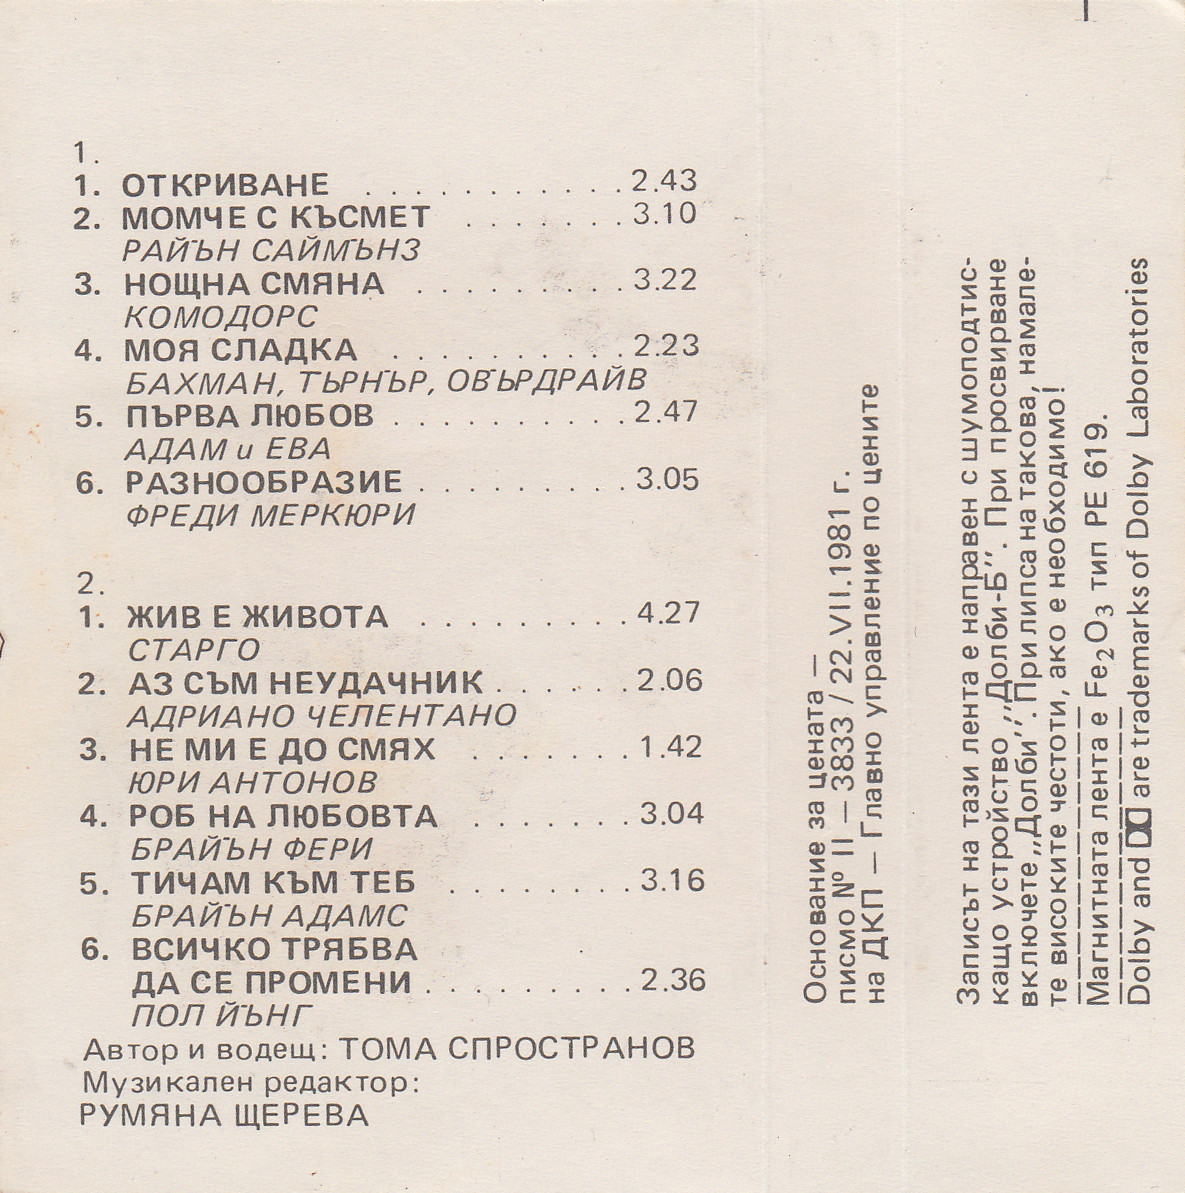 1.
1. ОТКРИВАНЕ . . . . . . . . . . . 2.43
2. МОМЧЕ С КЪСМЕТ . . . . . . . 3.10
РАЙЪН САЙМЪНЗ
3. НОЩНА СМЯНА . . . . . . . . . 3.22
КОМОДОРС
4. МОЯ СЛАДКА . . . . . . . . . . 2.23
БАХМАН, ТЪРНЪР, ОВЪРДРАЙВ
5. ПЪРВА ЛЮБОВ . . . . . . . . . . 2.47
АДАМ и ЕВА
6. РАЗНООБРАЗИЕ . . . . . . . . . 3.05
ФРЕДИ МЕРКЮРИ
2.
1. ЖИВ Е ЖИВОТА . . . . . . . . . 4.27
СТАРГО
2. АЗ СЪМ НЕУДАЧНИК . . . . . . 2.06
АДРИАНО ЧЕЛЕНТАНО
3. НЕ МИ Е ДО СМЯХ . . . . . . . 1.42
ЮРИ АНТОНОВ
4. РОБ НА ЛЮБОВТА . . . . . . . 3.04
БРАЙЪН ФЕРИ
5. ТИЧАМ КЪМ ТЕБ . . . . . . . . 3.16
БРАЙЪН АДАМС
6. ВСИЧКО ТРЯБВА
ДА СЕ ПРОМЕНИ . . . . . . . . . 2.36
ПОЛ ЙЪНГ
Автор и водещ: ТОМА СПРОСТРАНОВ
Музикален редактор:
РУМЯНА ЩЕРЕВА
Основание за цената —
писмо № II — 3833 / 22.VII.1981 г.
на ДКП — Главно управление по цените
Записът на тази лента е направен с шумоподтис-
кащо устройство „Долби-Б”. При просвирване
включете „Долби”. При липса на такова, намале-
те високите честоти, ако е необходимо!
Магнитната лента е Fe2O3 тип PE 619.
Dolby and are trademarks of Dolby Laboratories